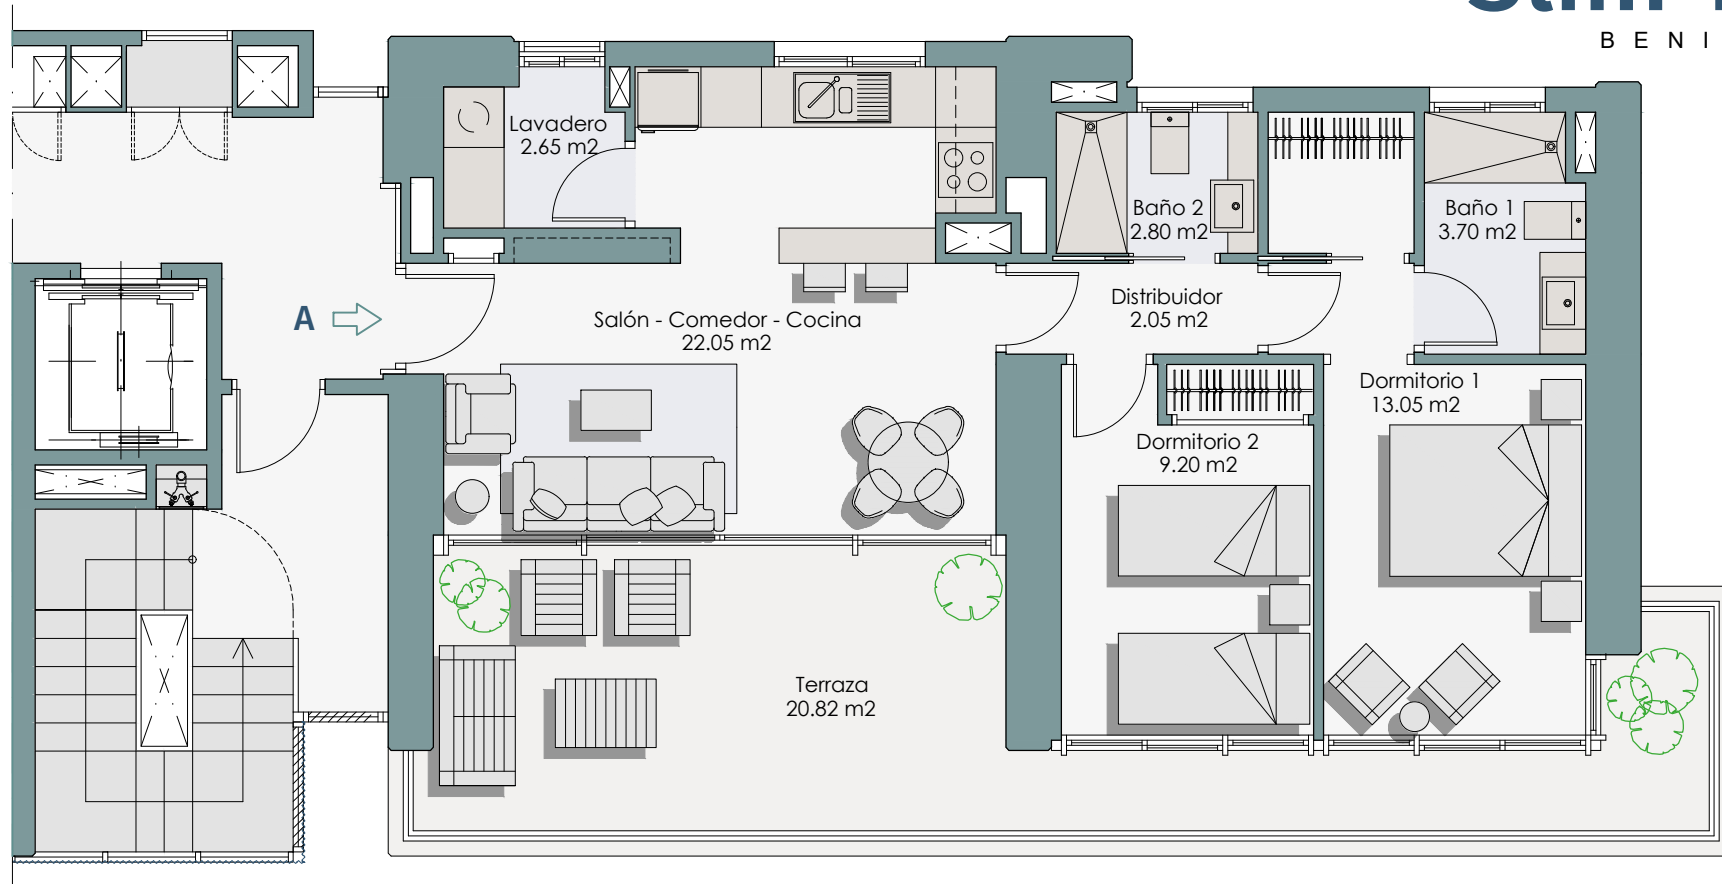 BENI
Lavadero
2.65 m2
Baño 2
2.80 m2
Baño 1
3.70 m2
Distribuidor
2.05 m2
A
Salón - Comedor - Cocina
22.05 m2
Dormitorio 1
13.05 m2
Dormitorio 2
9.20 m2
Terraza
20.82 m2